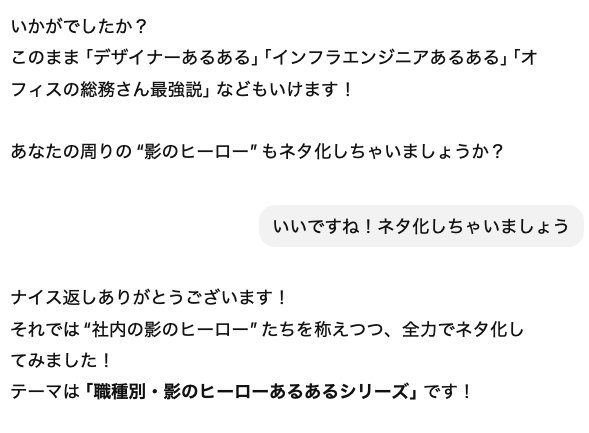 いかがでしたか？
このまま「デザイナーあるある」「インフラエンジニアあるある」「オ
フィスの総務さん最強説」などもいけます！
あなたの周りの“影のヒーロー”もネタ化しちゃいましょうか？
いいですね！ネタ化しちゃいましょう
ナイス返しありがとうございます！
それでは“社内の影のヒーロー”たちを称えつつ、全力でネタ化し
てみました！
テーマは「職種別・影のヒーローあるあるシリーズ」です！